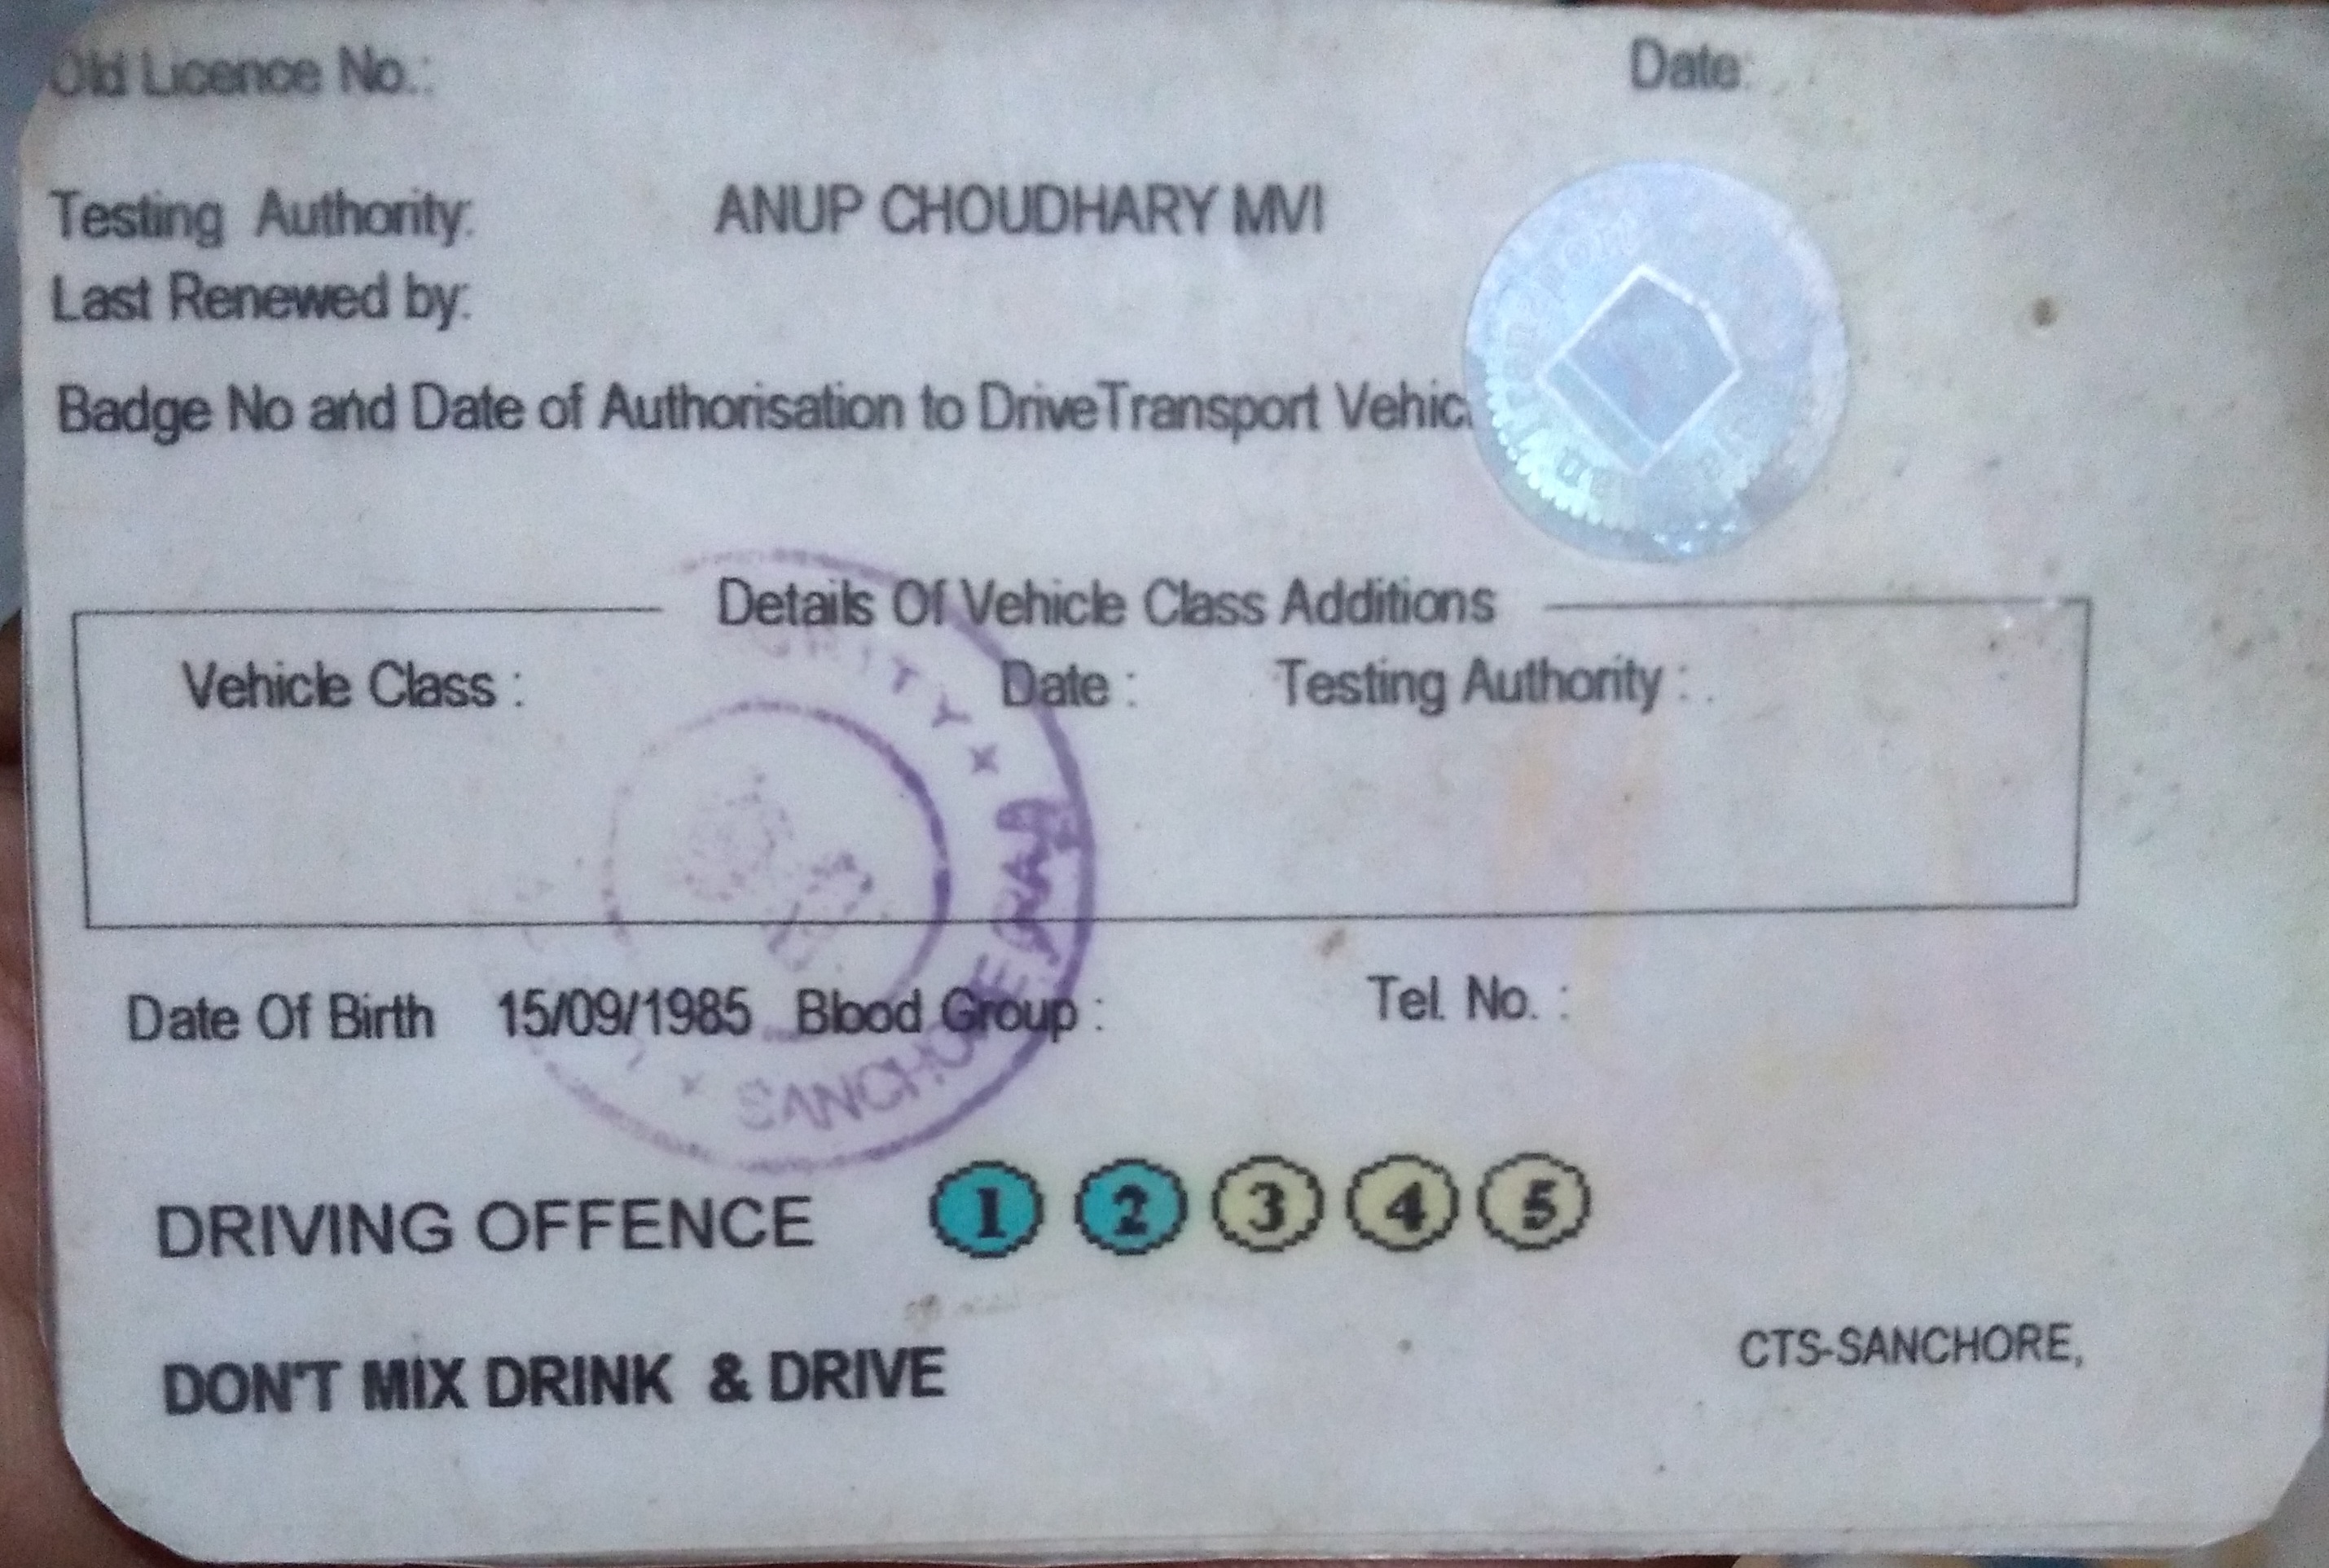 Old Licence No.: Date:
Testing Authority: ANUP CHOUDHARY MVI
Last Renewed by:
Badge No and Date of Authorisation to DriveTransport Vehic
Details Of Vehicle Class Additions
Vehicle Class : Date : Testing Authority :
Date Of Birth 15/09/1985 Blood Group : Tel. No. :
SANCHORE
DRIVING OFFENCE 1 2 3 4 5
DON'T MIX DRINK & DRIVE
CTS-SANCHORE,